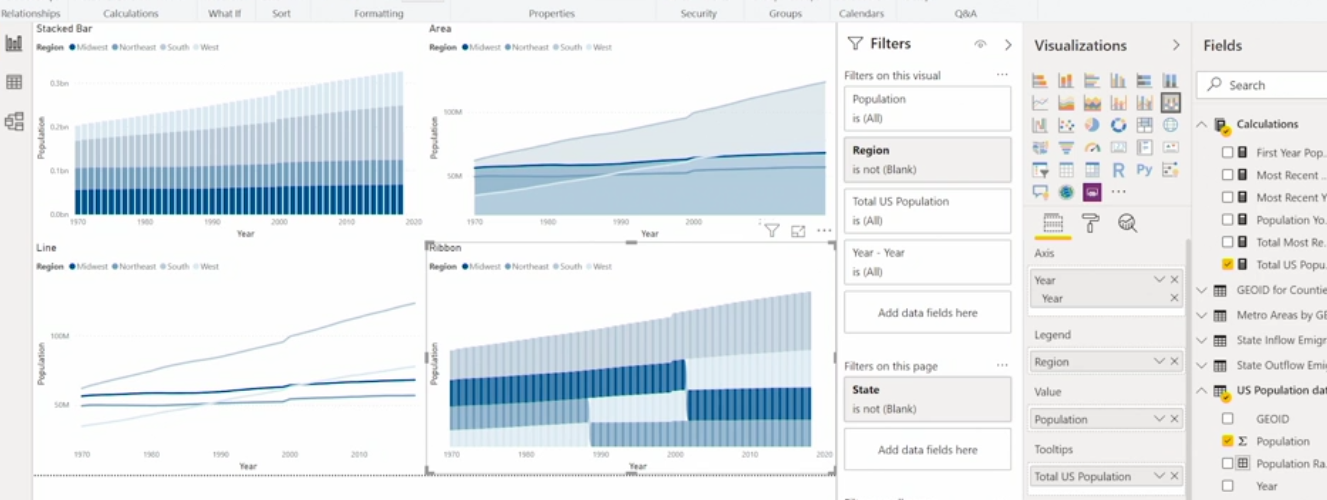 Relationships Calculations What If Sort Formatting Properties Security Groups Calendars Q&A
Stacked Bar
Region Midwest Northeast South West
Population
0.3bn
0.2bn
0.1bn
0.0bn
1970 1980 1990 2000 2010 2020
Year
Area
Region Midwest Northeast South West
Population
100M
50M
1970 1980 1990 2000
Year
Line
Region Midwest Northeast South West
Population
100M
50M
1970 1980 1990 2000 2010
Year
Ribbon
Region Midwest Northeast South West
Population
1970 1980 1990 2000 2010 2020
Year
Filters
Filters on this visual
Population
is (All)
Region
is not (Blank)
Total US Population
is (All)
Year - Year
is (All)
Add data fields here
Filters on this page
State
is not (Blank)
Add data fields here
Visualizations
R Py
Axis
Year
Year
Legend
Region
Value
Population
Tooltips
Total US Population
Fields
Search
Calculations
First Year Pop...
Most Recent ...
Most Recent Y
Population Yo...
Total Most Re...
Total US Popu...
GEOID for Countie
Metro Areas by GE
State Inflow Emigr
State Outflow Emi
US Population dat
GEOID
Population
Population Ra...
Year